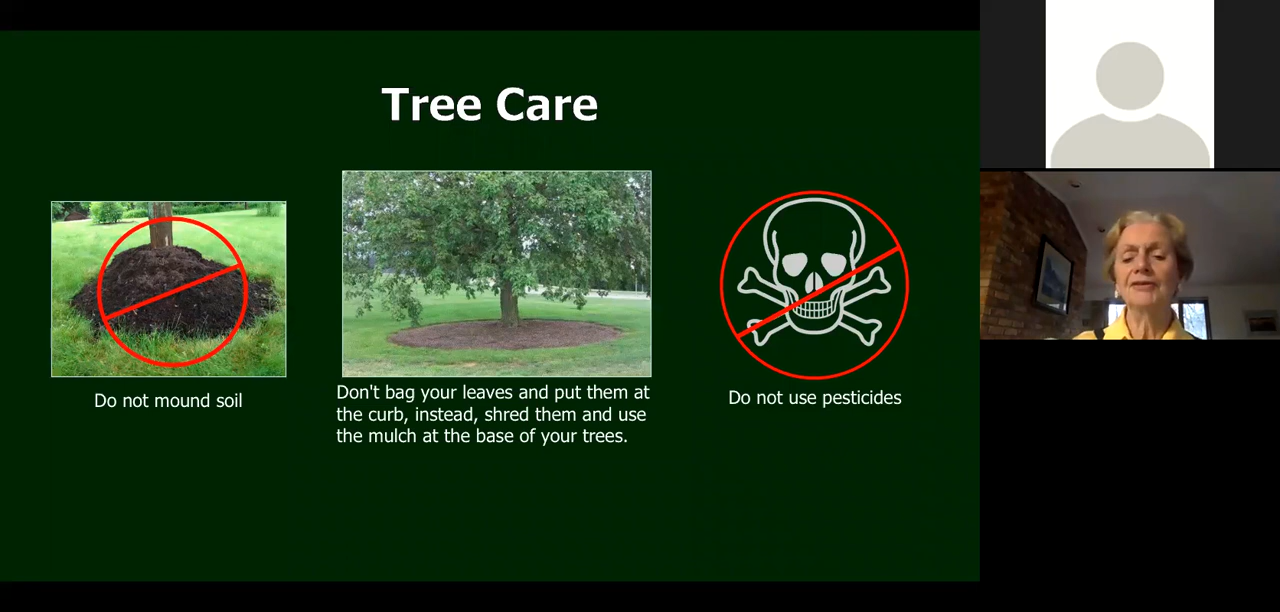 Tree Care
Do not mound soil
Don't bag your leaves and put them at
the curb, instead, shred them and use
the mulch at the base of your trees.
Do not use pesticides